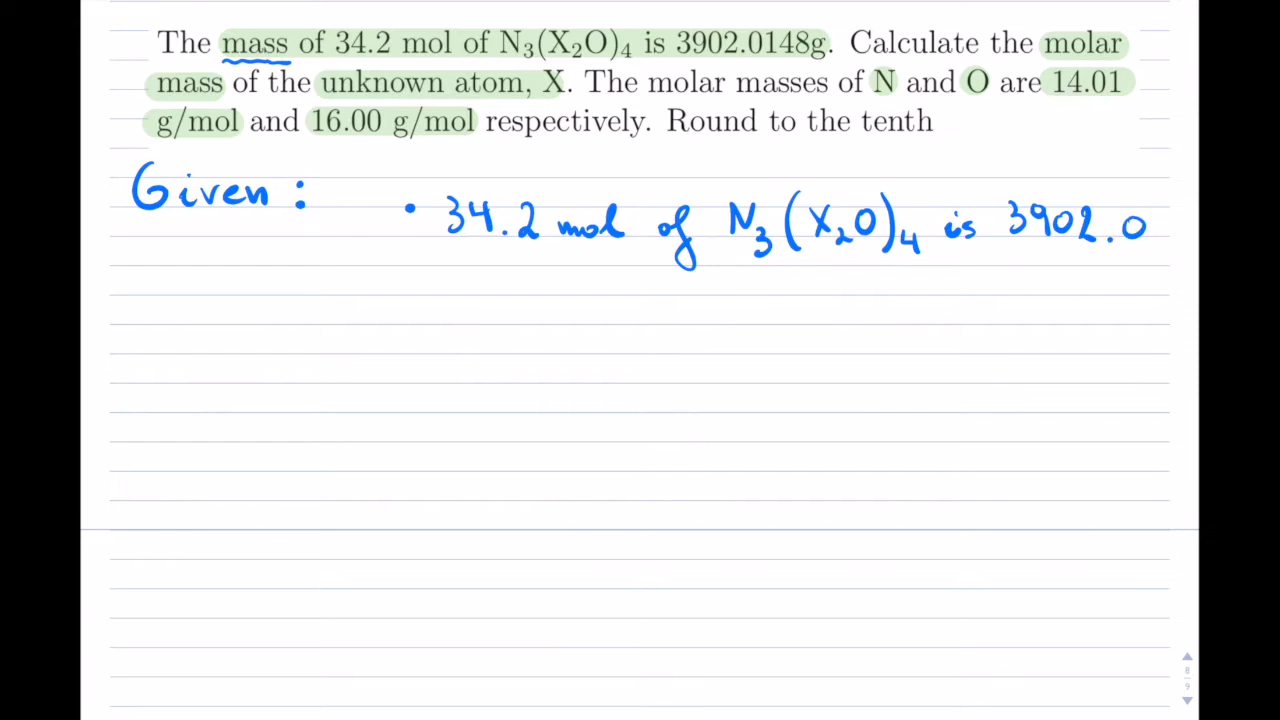 The mass of 34.2 mol of N₃(X₂O)₄ is 3902.0148g. Calculate the molar
mass of the unknown atom, X. The molar masses of N and O are 14.01
g/mol and 16.00 g/mol respectively. Round to the tenth
Given :
• 34.2 mol of N₃(X₂O)₄ is 3902.0
8
9